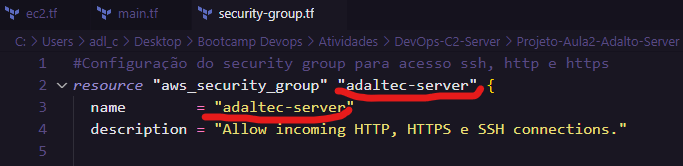 ec2.tf main.tf security-group.tf
C: > Users > adl_c > Desktop > Bootcamp Devops > Atividades > DevOps-C2-Server > Projeto-Aula2-Adalto-Server
1 #Configuração do security group para acesso ssh, http e https
2 resource "aws_security_group" "adaltec-server" {
3 name = "adaltec-server"
4 description = "Allow incoming HTTP, HTTPS e SSH connections."
5